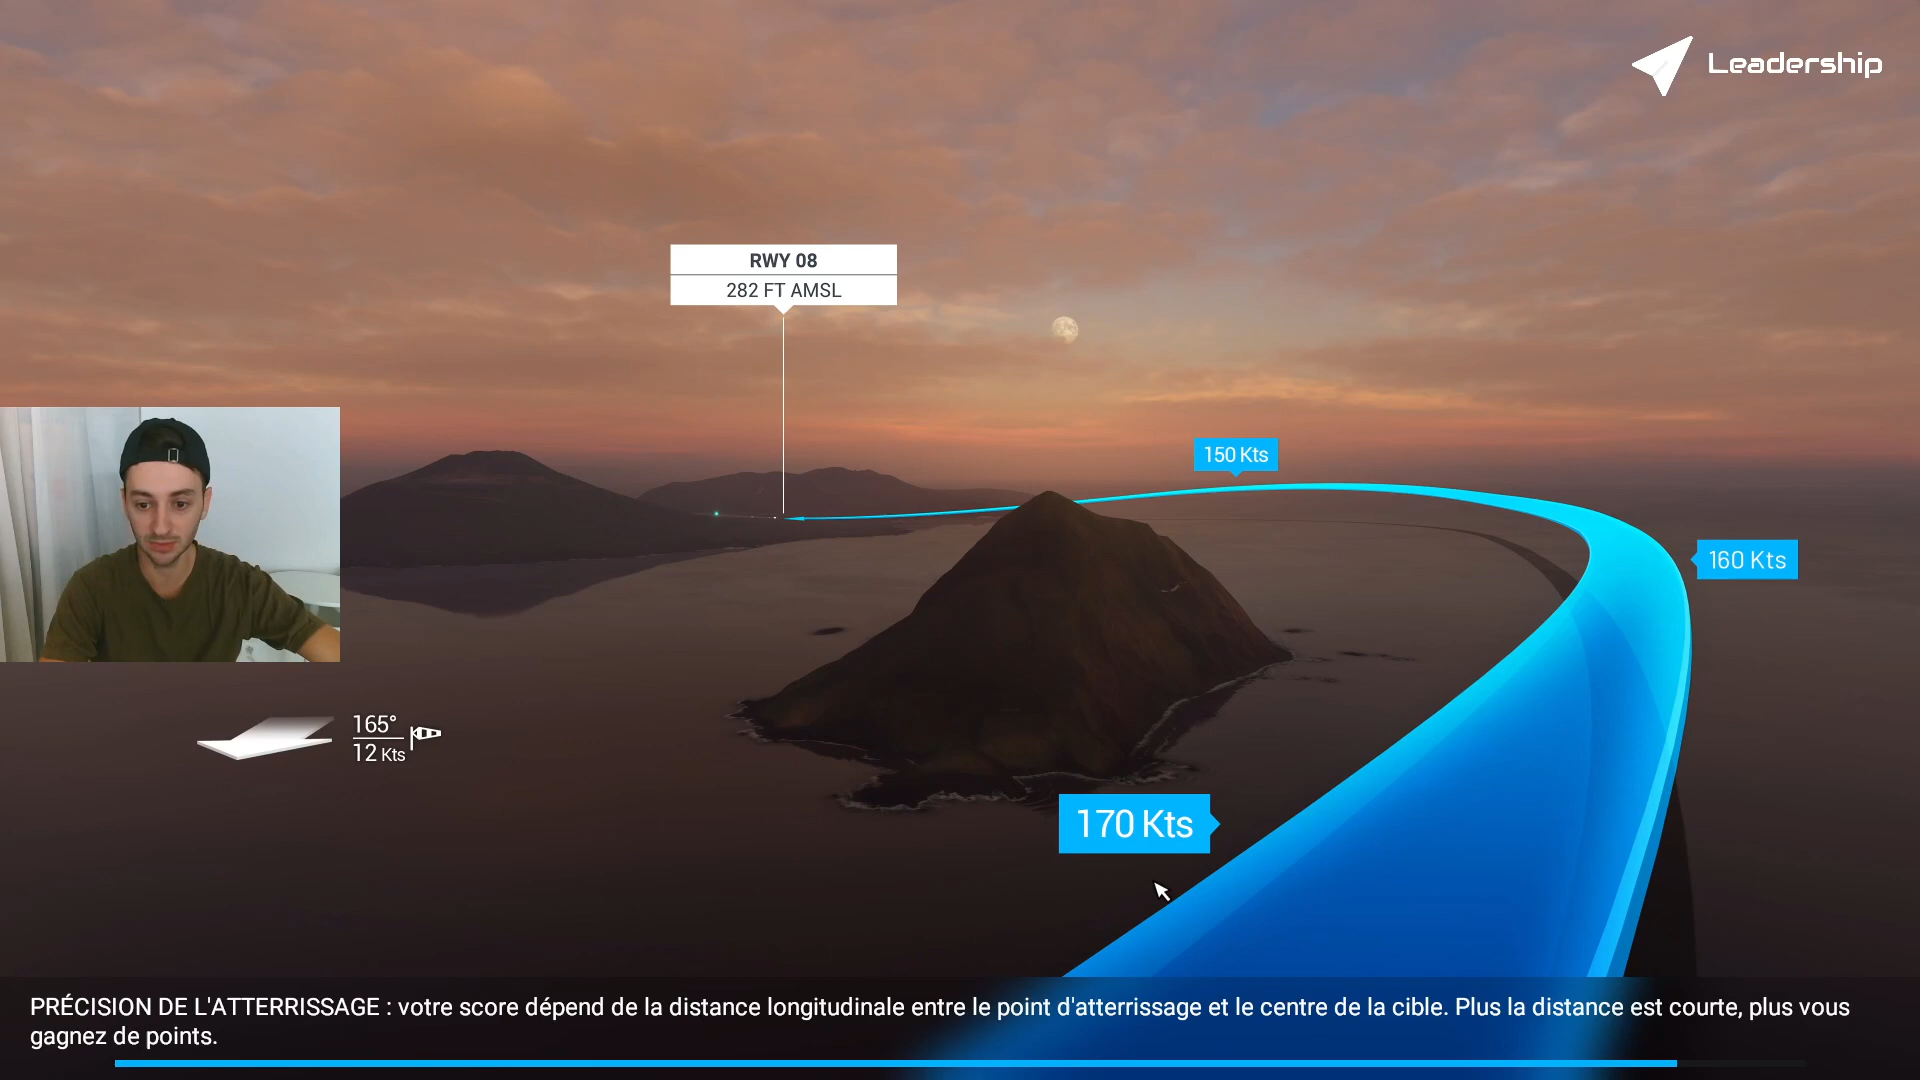 Leadership
RWY 08
282 FT AMSL
150 Kts
160 Kts
165°
12 Kts
170 Kts
PRÉCISION DE L'ATTERRISSAGE : votre score dépend de la distance longitudinale entre le point d'atterrissage et le centre de la cible. Plus la distance est courte, plus vous
gagnez de points.